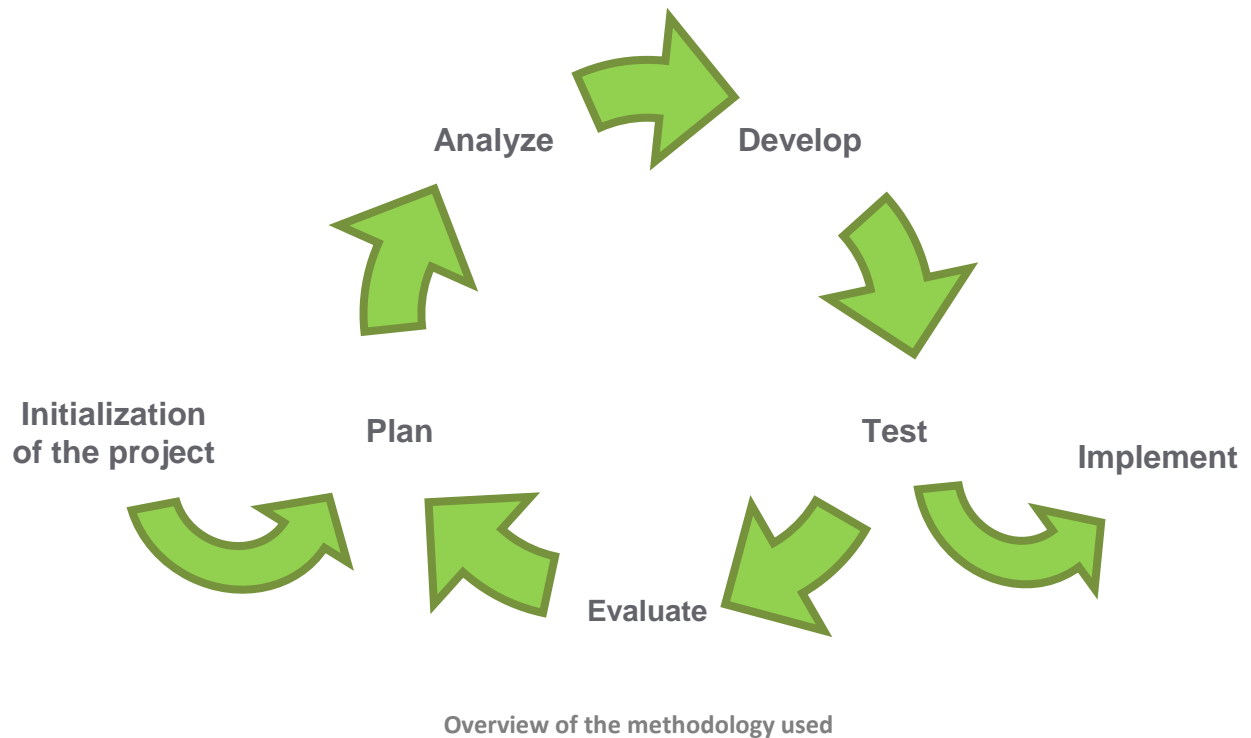 Analyze
Develop
Initialization
of the project
Plan
Test
Implement
Evaluate
Overview of the methodology used